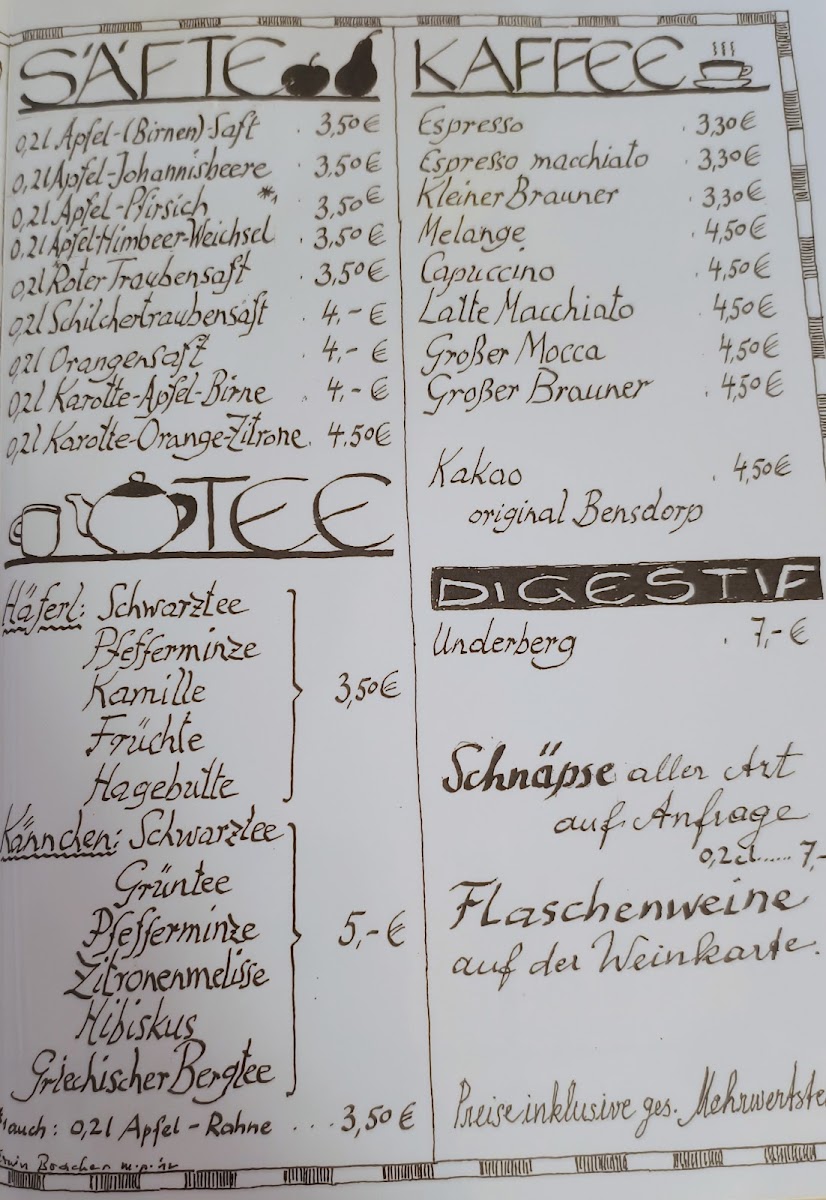 SÄFTE
0,2l Apfel-(Birnen)-Saft . 3,50€
0,2l Apfel-Johannisbeere . 3,50€
0,2l Apfel-Pfirsich *) 3,50€
0,2l Apfel-Himbeer-Weichsel . 3,50€
0,2l Roter Traubensaft . 3,50€
0,2l Schilchertraubensaft . 4,- €
0,2l Orangensaft . 4,- €
0,2l Karotte-Apfel-Birne . 4,- €
0,2l Karotte-Orange-Zitrone. 4.50€
TEE
Häferl: Schwarztee
Pfefferminze
Kamille 3,50€
Früchte
Hagebutte
Kännchen: Schwarztee
Grüntee
Pfefferminze 5,- €
Zitronenmelisse
Hibiskus
Griechischer Bergtee
auch: 0,2l Apfel - Rahne ... 3,50€
KAFFEE
Espresso . 3,30€
Espresso macchiato . 3,30€
Kleiner Brauner . 3,30€
Melange . 4,50€
Capuccino . 4,50€
Latte Macchiato . 4,50€
Großer Mocca . 4,50€
Großer Brauner . 4,50€
Kakao . 4,50€
original Bensdorp
DIGESTIF
Underberg . 7,- €
Schnäpse aller Art
auf Anfrage
0,2cl...... 7,-
Flaschenweine
auf der Weinkarte.
Preise inklusive ges. Mehrwertste